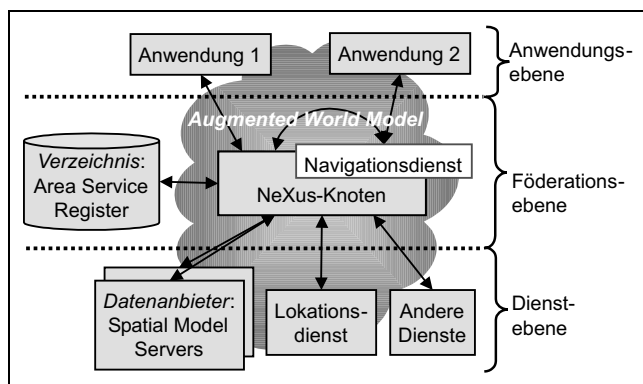 Anwendung 1
Anwendung 2
Anwendungs-
ebene
Augmented World Model
Navigationsdienst
NeXus-Knoten
Verzeichnis:
Area Service
Register
Föderations-
ebene
Datenanbieter:
Spatial Model
Servers
Lokations-
dienst
Andere
Dienste
Dienst-
ebene